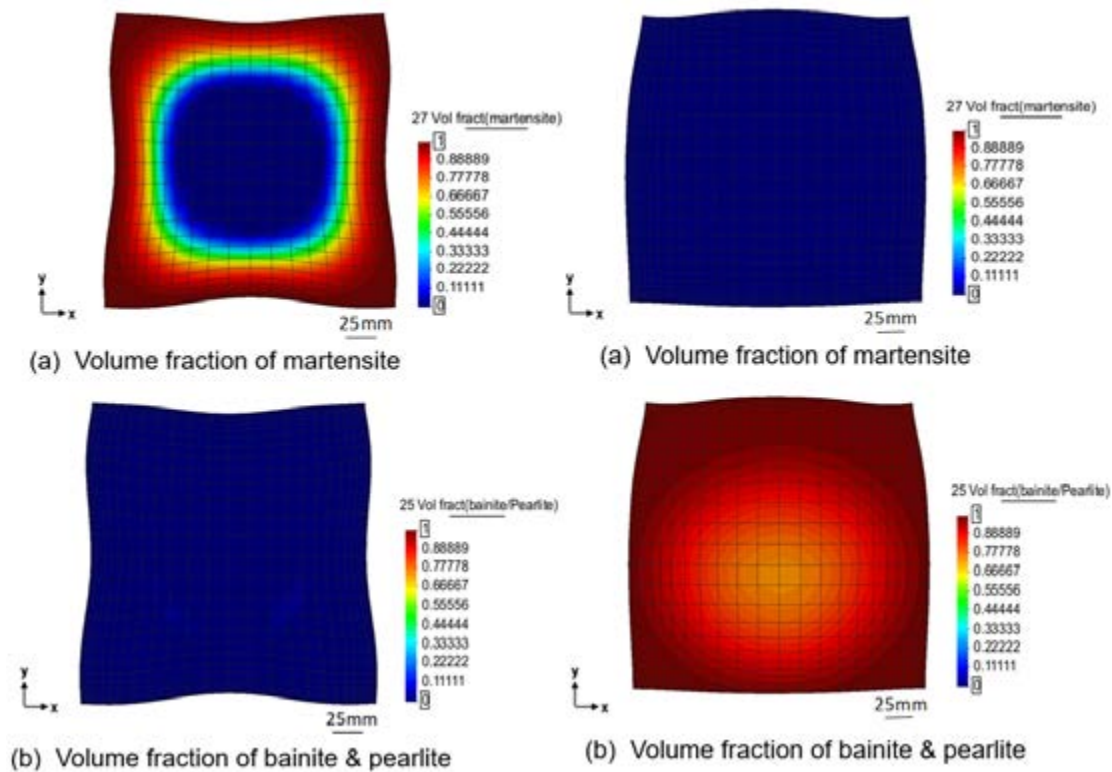 27 Vol fract(martensite)
1
0.88889
0.77778
0.66667
0.55556
0.44444
0.33333
0.22222
0.11111
0
y
x
25mm
(a) Volume fraction of martensite
27 Vol fract(martensite)
1
0.88889
0.77778
0.66667
0.55556
0.44444
0.33333
0.22222
0.11111
0
y
x
25mm
(a) Volume fraction of martensite
25 Vol fract(bainite/Pearlite)
1
0.88889
0.77778
0.66667
0.55556
0.44444
0.33333
0.22222
0.11111
0
y
x
25mm
(b) Volume fraction of bainite & pearlite
25 Vol fract(bainite/Pearlite)
1
0.88889
0.77778
0.66667
0.55556
0.44444
0.33333
0.22222
0.11111
0
y
x
25mm
(b) Volume fraction of bainite & pearlite